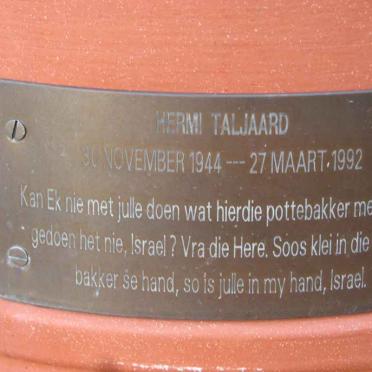 HERMI TALJAARD
30 NOVEMBER 1944 --- 27 MAART 1992
Kan Ek nie met julle doen wat hierdie pottebakker me
gedoen het nie, Israel? Vra die Here. Soos klei in die
bakker se hand, so is julle in my hand, Israel.